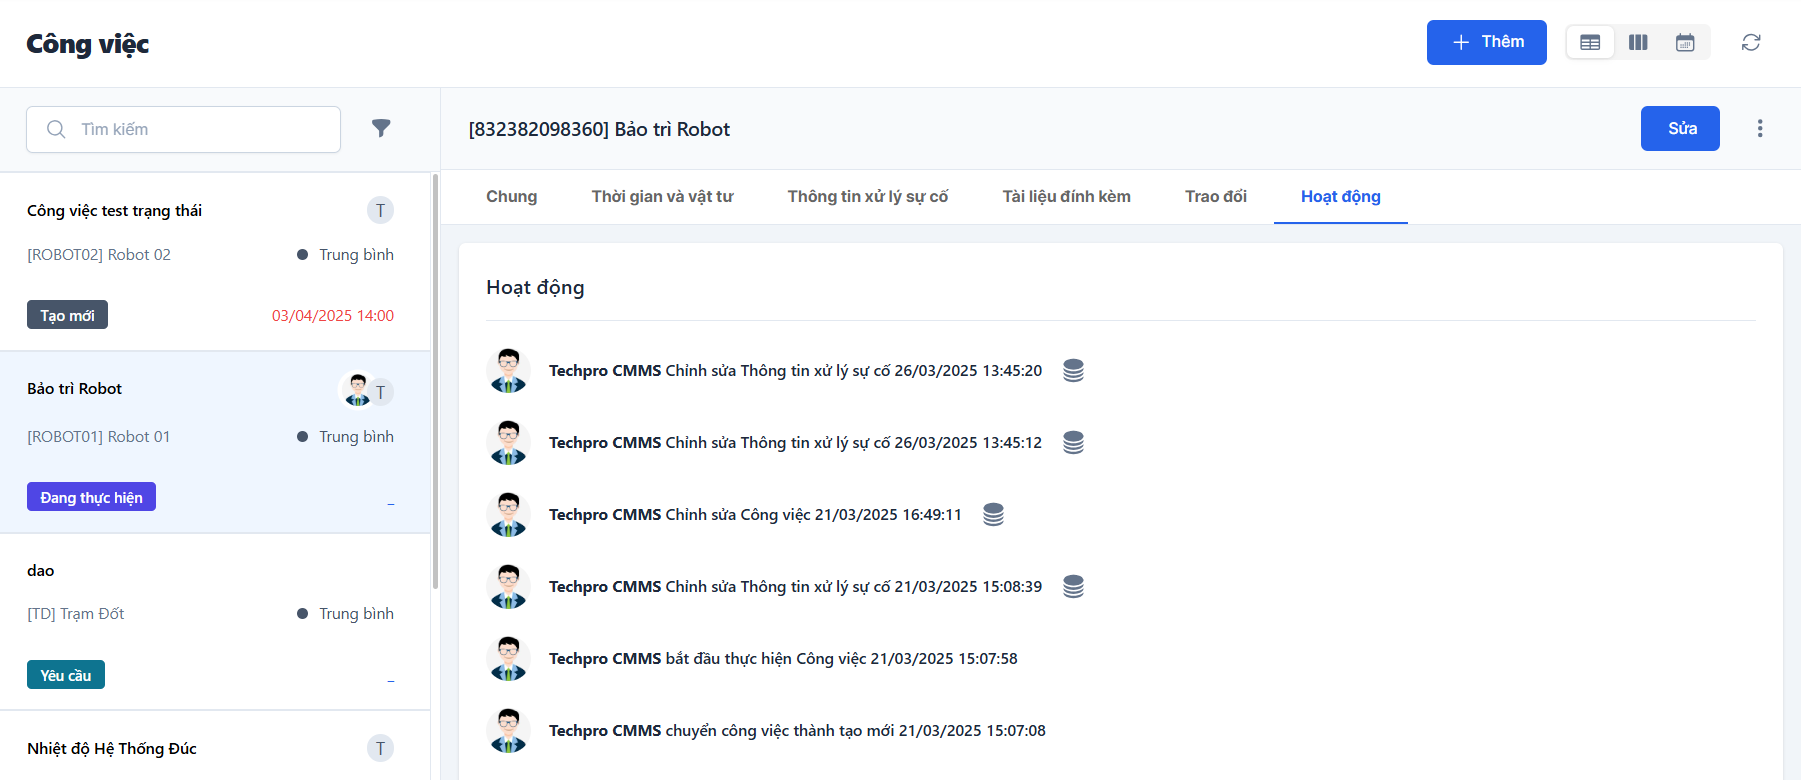 Công việc
Thêm
Tìm kiếm
Công việc test trạng thái
T
[ROBOT02] Robot 02
Trung bình
Tạo mới
03/04/2025 14:00
Bảo trì Robot
T
[ROBOT01] Robot 01
Trung bình
Đang thực hiện
_
dao
[TD] Trạm Đốt
Trung bình
Yêu cầu
_
Nhiệt độ Hệ Thống Đúc
T
[832382098360] Bảo trì Robot
Sửa
Chung
Thời gian và vật tư
Thông tin xử lý sự cố
Tài liệu đính kèm
Trao đổi
Hoạt động
Hoạt động
Techpro CMMS Chỉnh sửa Thông tin xử lý sự cố 26/03/2025 13:45:20
Techpro CMMS Chỉnh sửa Thông tin xử lý sự cố 26/03/2025 13:45:12
Techpro CMMS Chỉnh sửa Công việc 21/03/2025 16:49:11
Techpro CMMS Chỉnh sửa Thông tin xử lý sự cố 21/03/2025 15:08:39
Techpro CMMS bắt đầu thực hiện Công việc 21/03/2025 15:07:58
Techpro CMMS chuyển công việc thành tạo mới 21/03/2025 15:07:08